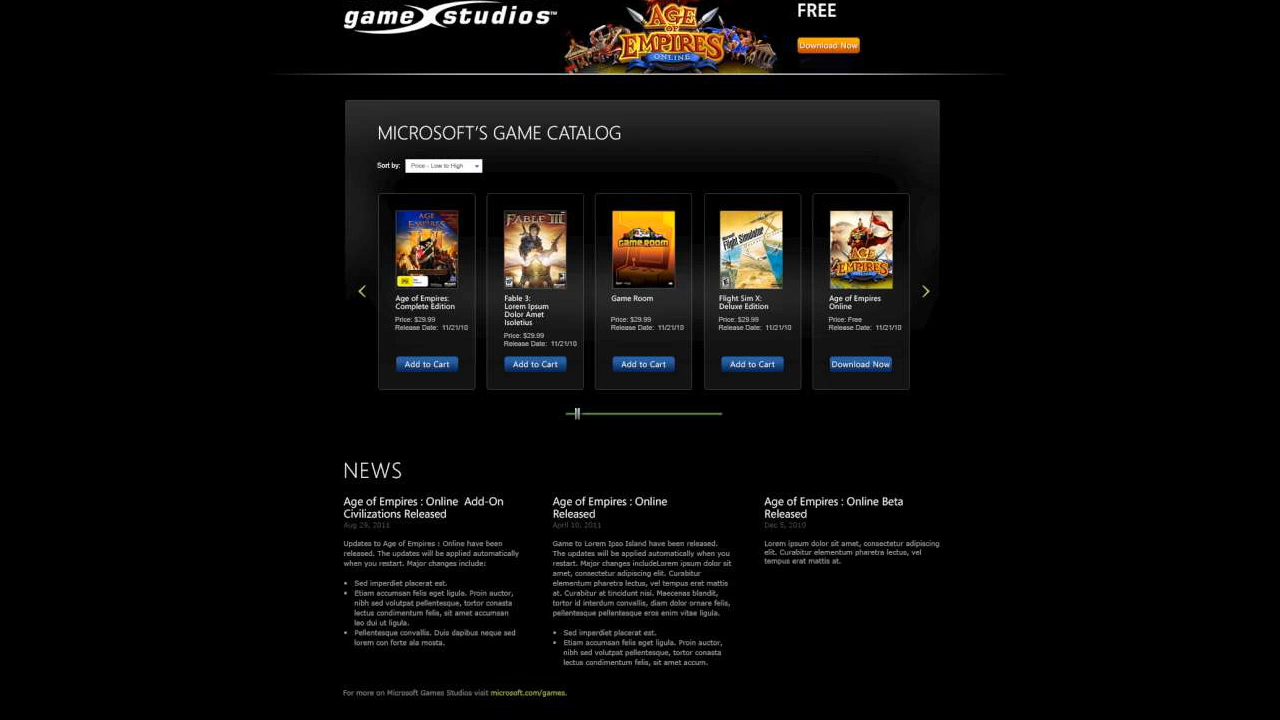 game studios™
AGE OF EMPIRES ONLINE
FREE
Download Now
MICROSOFT'S GAME CATALOG
Sort by: Price - Low to High
AGE
EMPIRES
Age of Empires:
Complete Edition
Price: $29.99
Release Date: 11/21/10
Add to Cart
FABLE III
Fable 3:
Lorem Ipsum
Dolor Amet
Isoletius
Price: $29.99
Release Date: 11/21/10
Add to Cart
GAME ROOM
Game Room
Price: $29.99
Release Date: 11/21/10
Add to Cart
Flight Simulator
Flight Sim X:
Deluxe Edition
Price: $29.99
Release Date: 11/21/10
Add to Cart
AGE
EMPIRES
Age of Empires
Online
Price: Free
Release Date: 11/21/10
Download Now
NEWS
Age of Empires : Online Add-On
Civilizations Released
Aug 29, 2011
Updates to Age of Empires : Online have been
released. The updates will be applied automatically
when you restart. Major changes include:
• Sed imperdiet placerat est.
• Etiam accumsan felis eget ligula. Proin auctor,
nibh sed volutpat pellentesque, tortor conasta
lectus condimentum felis, sit amet accumsan
leo dui ut ligula.
• Pellentesque convallis. Duis dapibus neque sed
lorem con forte ala mosta.
Age of Empires : Online
Released
April 10, 2011
Game to Lorem Ipso Island have been released.
The updates will be applied automatically when you
restart. Major changes includeLorem ipsum dolor sit
amet, consectetur adipiscing elit. Curabitur
elementum pharetra lectus, vel tempus erat mattis
at. Curabitur at tincidunt nisi. Maecenas blandit,
tortor id interdum convallis, diam dolor ornare felis,
pellentesque pellentesque eros enim vitae ligula.
• Sed imperdiet placerat est.
• Etiam accumsan felis eget ligula. Proin auctor,
nibh sed volutpat pellentesque, tortor conasta
lectus condimentum felis, sit amet accum.
Age of Empires : Online Beta
Released
Dec 5, 2010
Lorem ipsum dolor sit amet, consectetur adipiscing
elit. Curabitur elementum pharetra lectus, vel
tempus erat mattis at.
For more on Microsoft Games Studios visit microsoft.com/games.